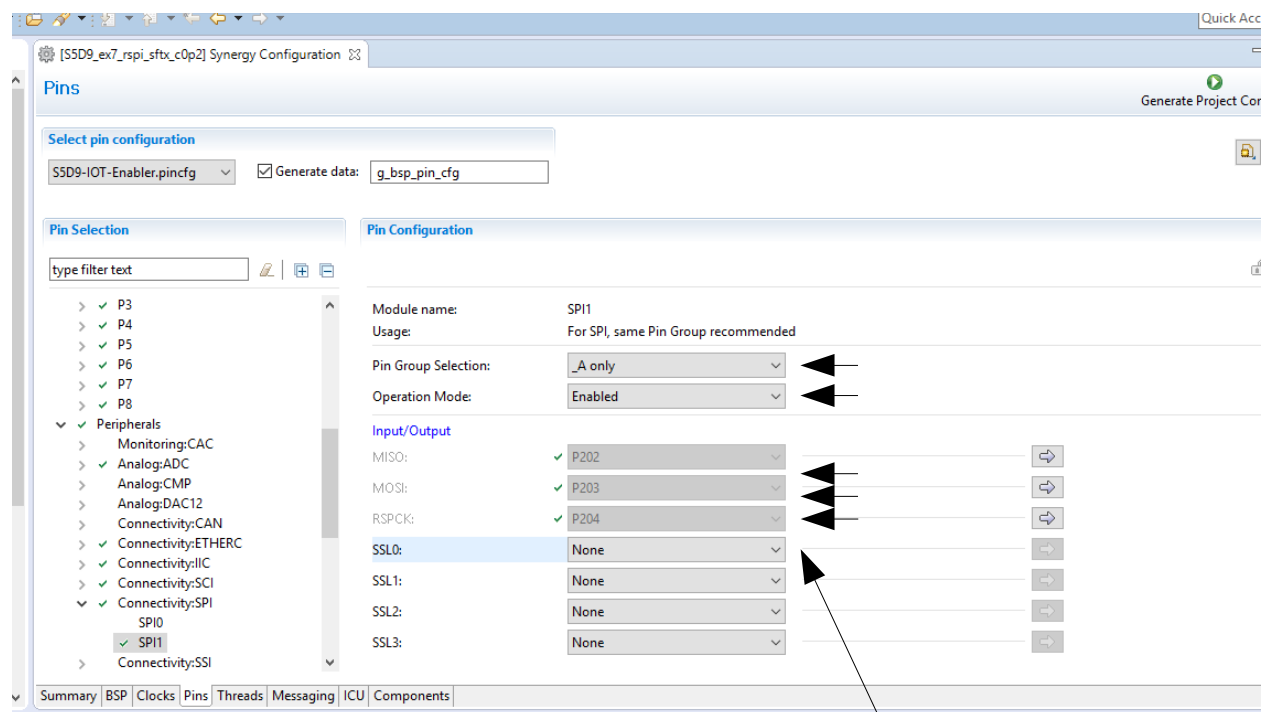 Quick Acc
[S5D9_ex7_rspi_sftx_c0p2] Synergy Configuration
Pins
Generate Project Cor
Select pin configuration
S5D9-IOT-Enabler.pincfg
Generate data:
g_bsp_pin_cfg
Pin Selection
type filter text
P3
P4
P5
P6
P7
P8
Peripherals
Monitoring:CAC
Analog:ADC
Analog:CMP
Analog:DAC12
Connectivity:CAN
Connectivity:ETHERC
Connectivity:IIC
Connectivity:SCI
Connectivity:SPI
SPI0
SPI1
Connectivity:SSI
Pin Configuration
Module name: SPI1
Usage: For SPI, same Pin Group recommended
Pin Group Selection: _A only
Operation Mode: Enabled
Input/Output
MISO: P202
MOSI: P203
RSPCK: P204
SSL0: None
SSL1: None
SSL2: None
SSL3: None
Summary BSP Clocks Pins Threads Messaging ICU Components